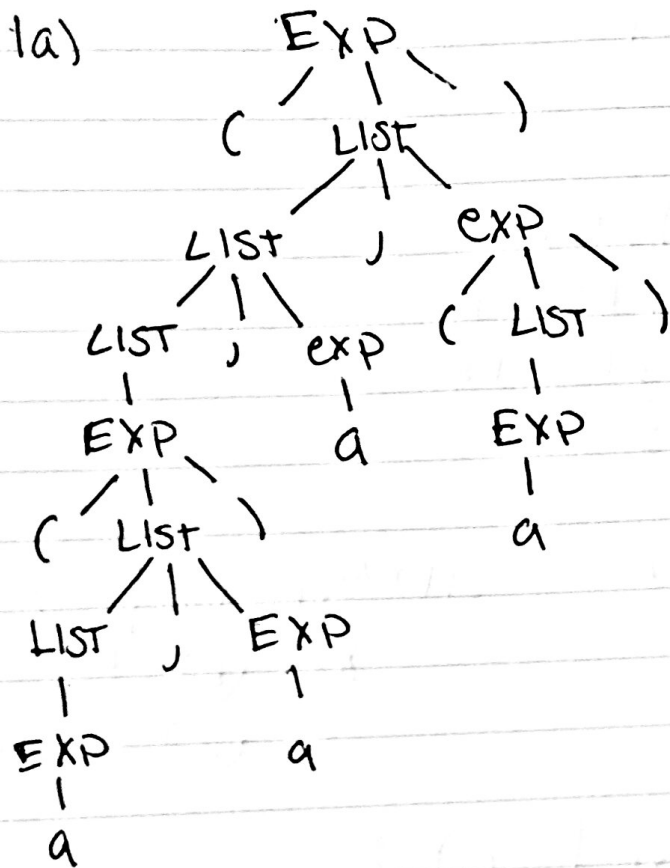 1a) EXP
( LIST )
LIST , exp
LIST , exp ( LIST )
EXP a EXP
( LIST ) a
LIST , EXP
EXP a
a